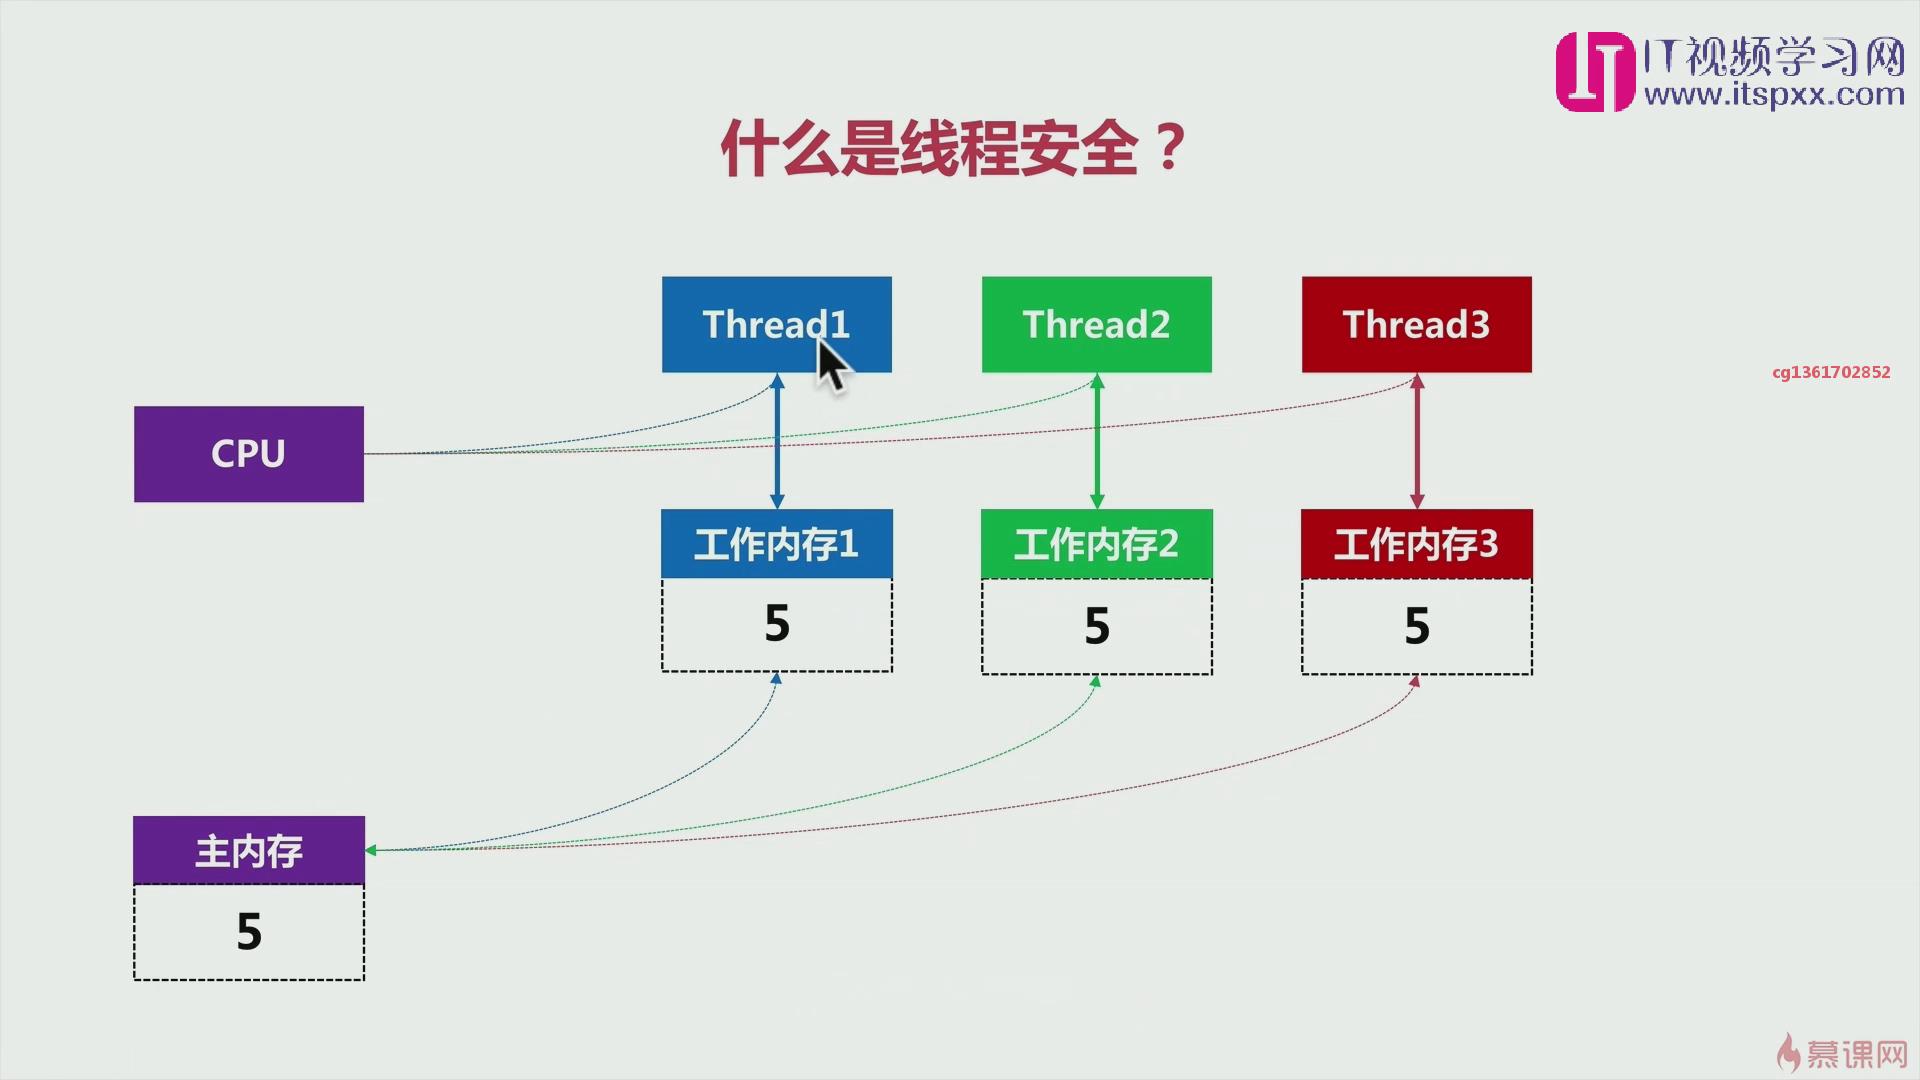 IT视频学习网
www.itspxx.com
什么是线程安全？
Thread1
Thread2
Thread3
cg1361702852
CPU
工作内存1
工作内存2
工作内存3
5
5
5
主内存
5
慕课网